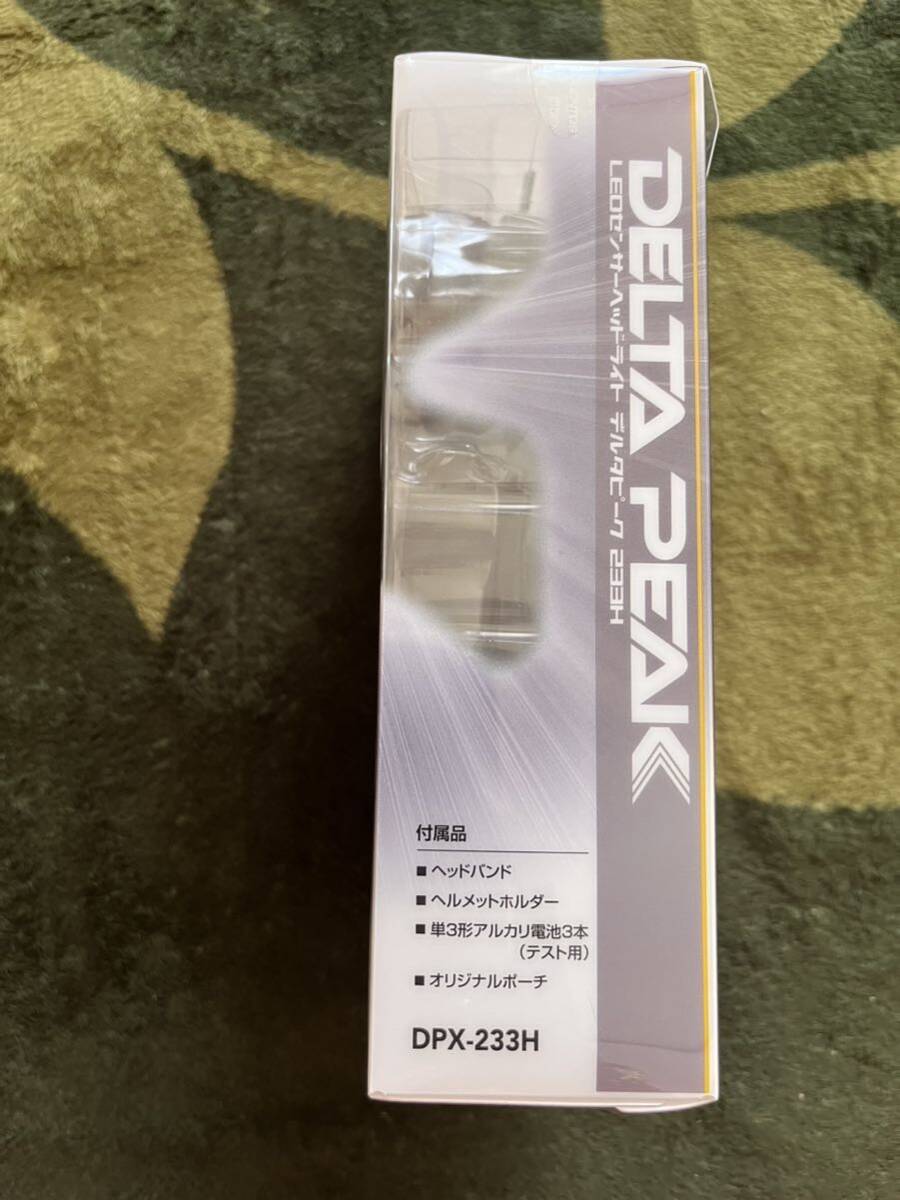 DELTA PEAK
LEDセンサーヘッドライト デルタピーク 233H
付属品
■ ヘッドバンド
■ ヘルメットホルダー
■ 単3形アルカリ電池3本
（テスト用）
■ オリジナルポーチ
DPX-233H